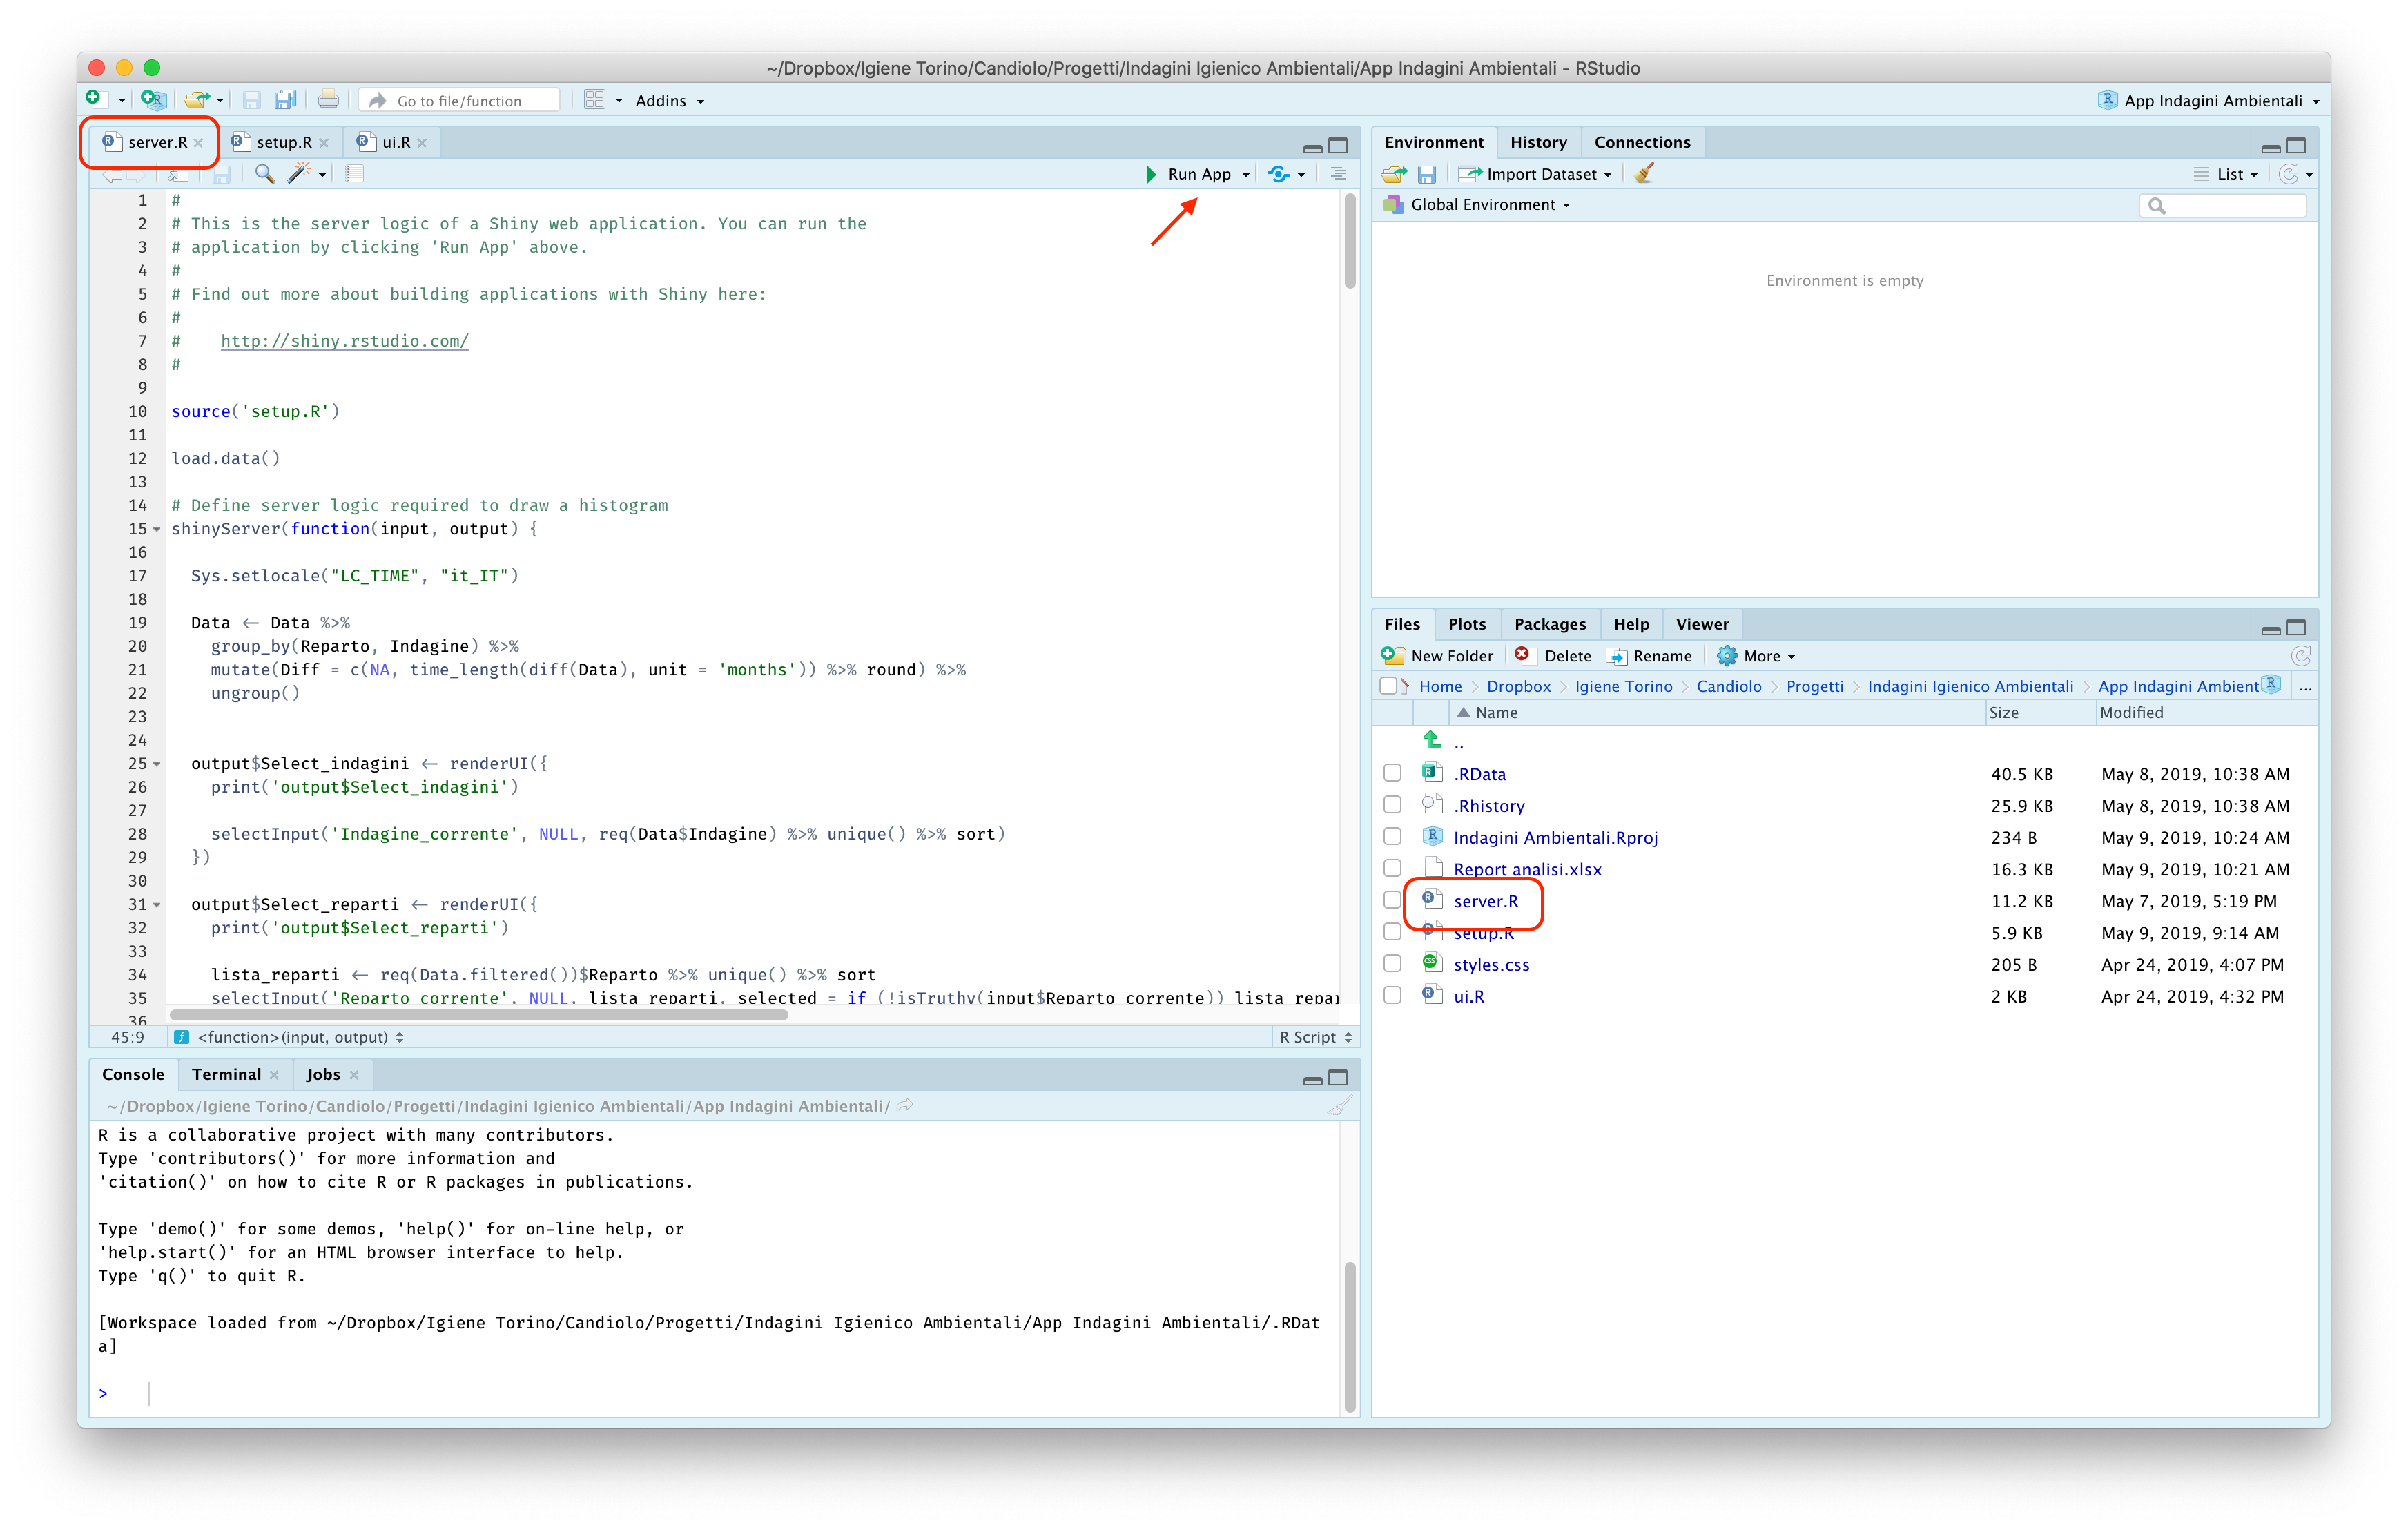 ~/Dropbox/Igiene Torino/Candiolo/Progetti/Indagini Igienico Ambientali/App Indagini Ambientali - RStudio
Go to file/function
Addins
App Indagini Ambientali
server.R
setup.R
ui.R
Run App
1 #
2 # This is the server logic of a Shiny web application. You can run the
3 # application by clicking 'Run App' above.
4 #
5 # Find out more about building applications with Shiny here:
6 #
7 #    http://shiny.rstudio.com/
8 #
9
10 source('setup.R')
11
12 load.data()
13
14 # Define server logic required to draw a histogram
15 shinyServer(function(input, output) {
16
17   Sys.setlocale("LC_TIME", "it_IT")
18
19   Data <- Data %>%
20     group_by(Reparto, Indagine) %>%
21     mutate(Diff = c(NA, time_length(diff(Data), unit = 'months')) %>% round) %>%
22     ungroup()
23
24
25   output$Select_indagini <- renderUI({
26     print('output$Select_indagini')
27
28     selectInput('Indagine_corrente', NULL, req(Data$Indagine) %>% unique() %>% sort)
29   })
30
31   output$Select_reparti <- renderUI({
32     print('output$Select_reparti')
33
34     lista_reparti <- req(Data.filtered())$Reparto %>% unique() %>% sort
35     selectInput('Reparto_corrente', NULL, lista_reparti, selected = if (!isTruthy(input$Reparto_corrente)) lista_repar
36
45:9
<function>(input, output)
R Script
Console
Terminal
Jobs
~/Dropbox/Igiene Torino/Candiolo/Progetti/Indagini Igienico Ambientali/App Indagini Ambientali/
R is a collaborative project with many contributors.
Type 'contributors()' for more information and
'citation()' on how to cite R or R packages in publications.
Type 'demo()' for some demos, 'help()' for on-line help, or
'help.start()' for an HTML browser interface to help.
Type 'q()' to quit R.
[Workspace loaded from ~/Dropbox/Igiene Torino/Candiolo/Progetti/Indagini Igienico Ambientali/App Indagini Ambientali/.RDat
a]
>
Environment
History
Connections
Import Dataset
List
Global Environment
Environment is empty
Files
Plots
Packages
Help
Viewer
New Folder
Delete
Rename
More
Home
Dropbox
Igiene Torino
Candiolo
Progetti
Indagini Igienico Ambientali
App Indagini Ambient
...
Name Size Modified
..
.RData 40.5 KB May 8, 2019, 10:38 AM
.Rhistory 25.9 KB May 8, 2019, 10:38 AM
Indagini Ambientali.Rproj 234 B May 9, 2019, 10:24 AM
Report analisi.xlsx 16.3 KB May 9, 2019, 10:21 AM
server.R 11.2 KB May 7, 2019, 5:19 PM
setup.R 5.9 KB May 9, 2019, 9:14 AM
styles.css 205 B Apr 24, 2019, 4:07 PM
ui.R 2 KB Apr 24, 2019, 4:32 PM